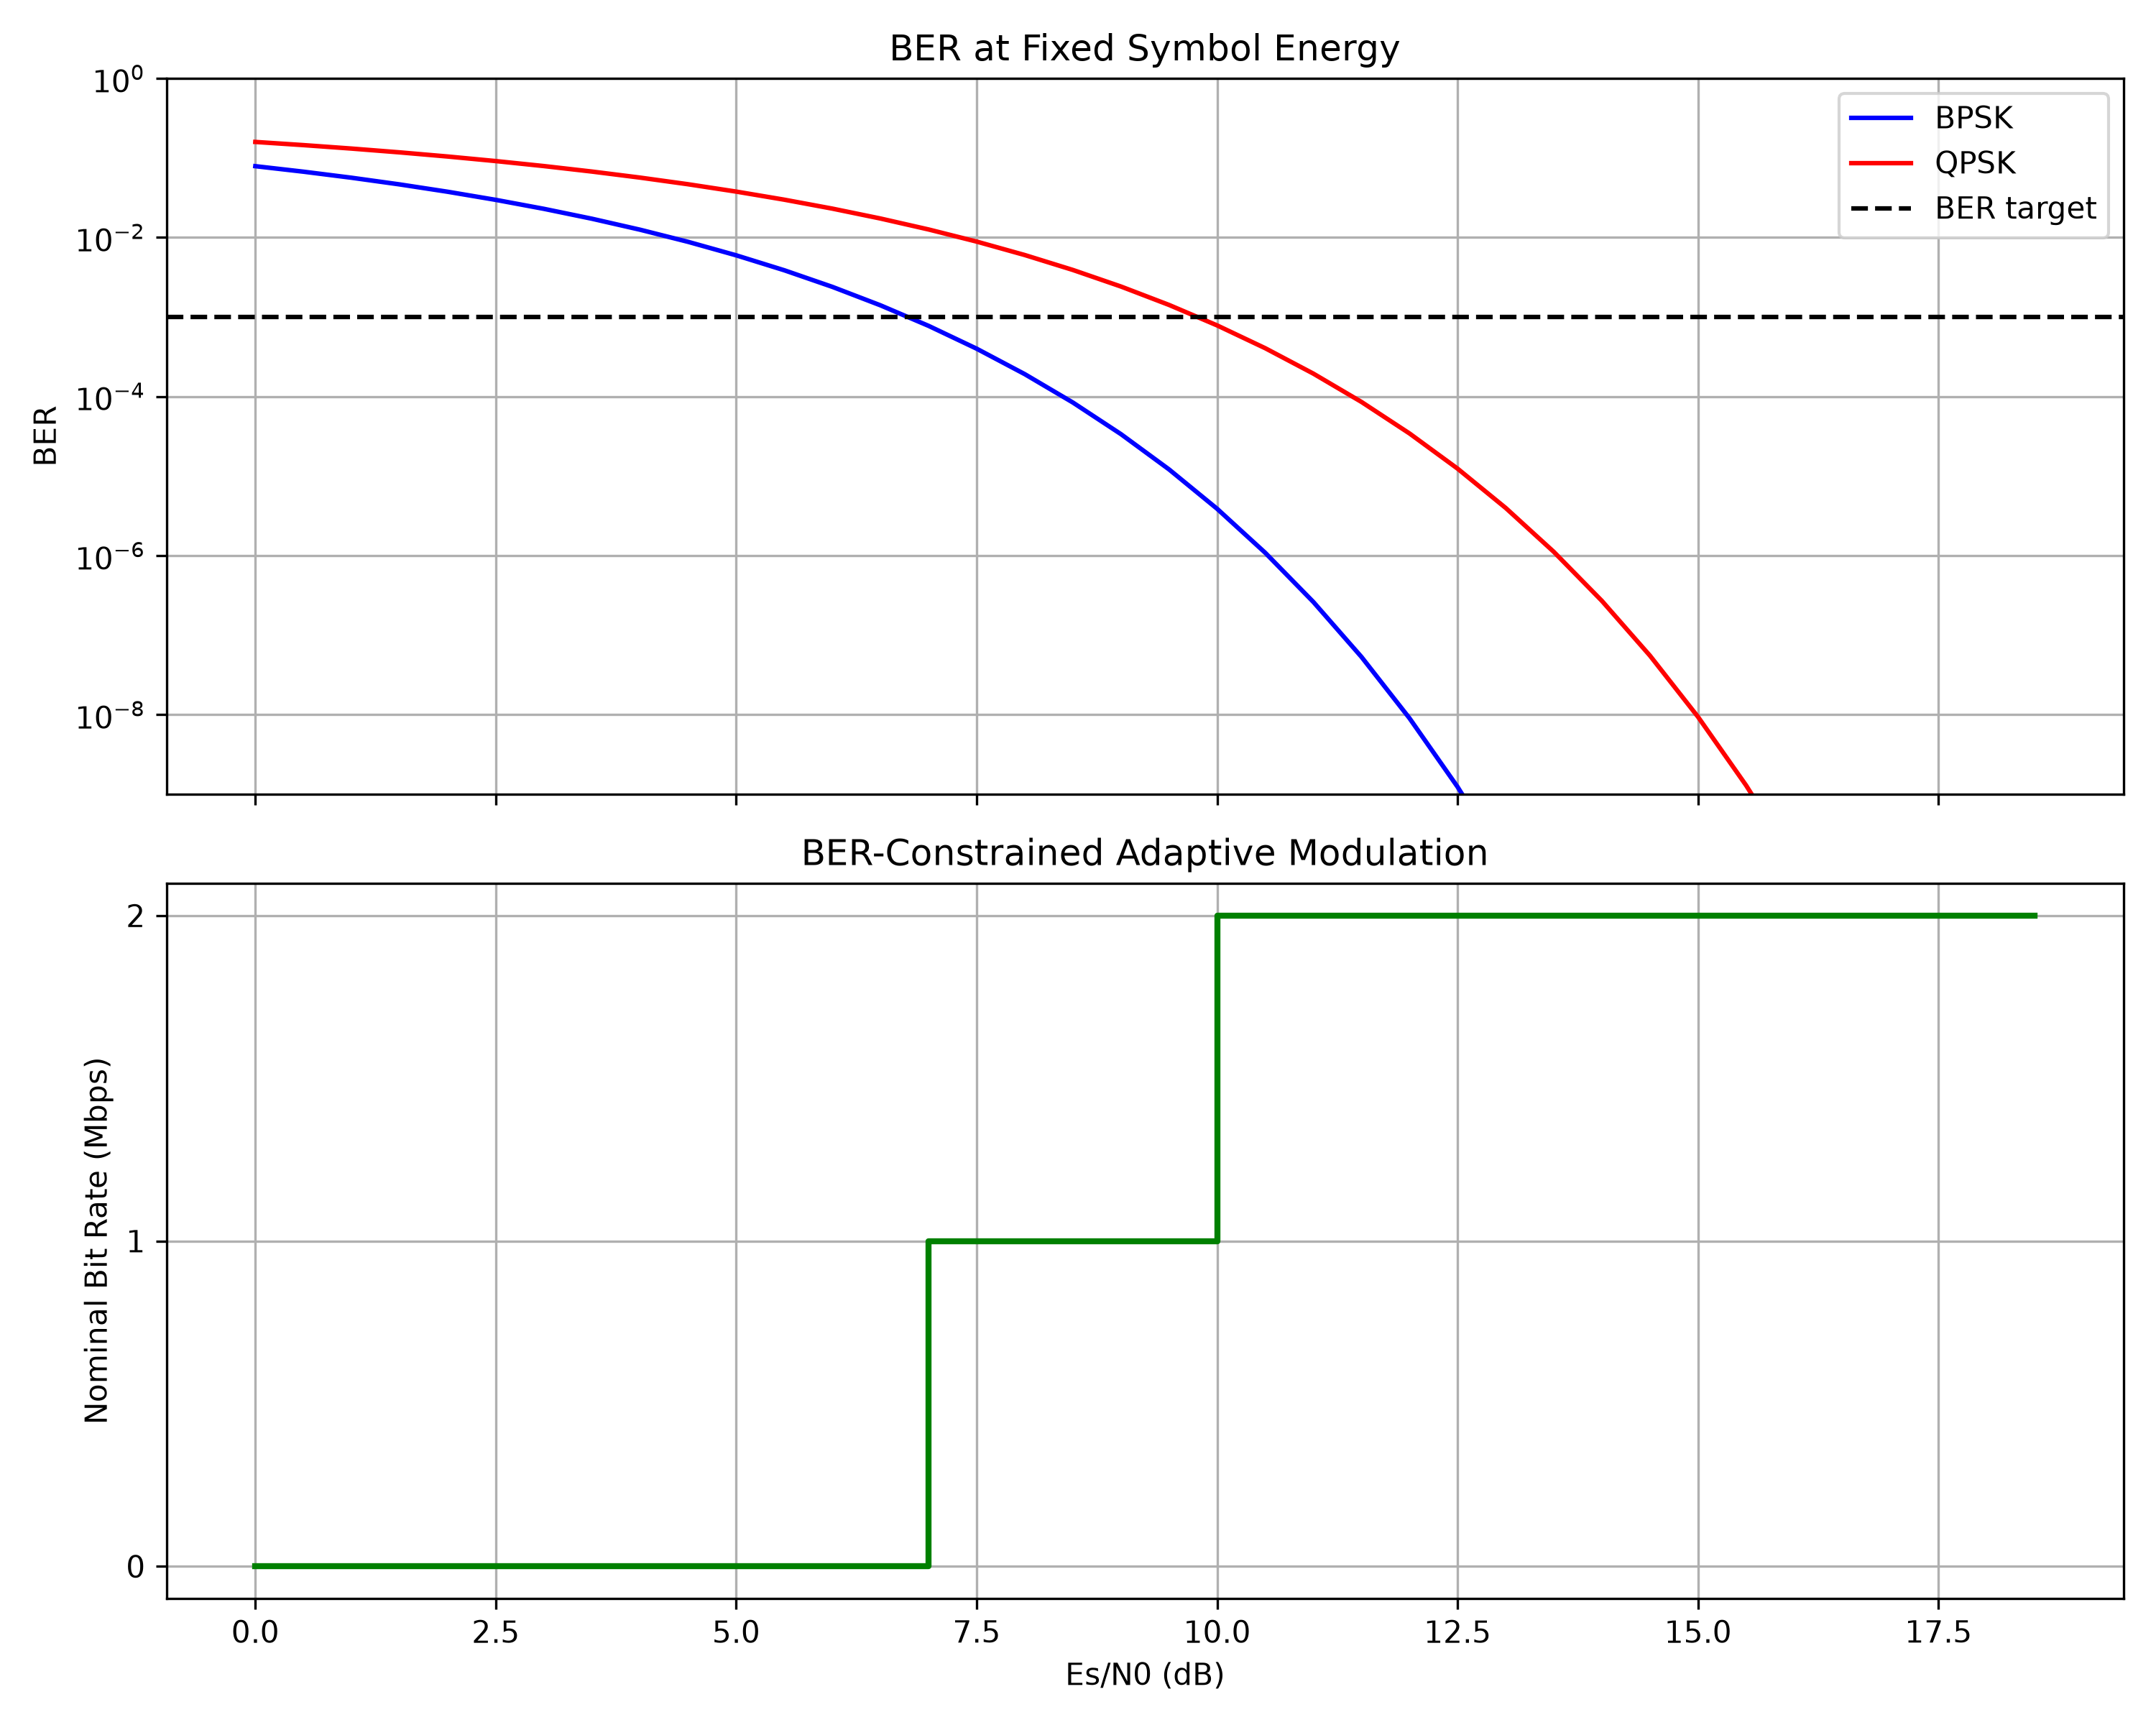 BER at Fixed Symbol Energy
10⁰
10⁻²
10⁻⁴
10⁻⁶
10⁻⁸
BER
BPSK
QPSK
BER target
BER-Constrained Adaptive Modulation
2
1
0
Nominal Bit Rate (Mbps)
0.0 2.5 5.0 7.5 10.0 12.5 15.0 17.5
Es/N0 (dB)